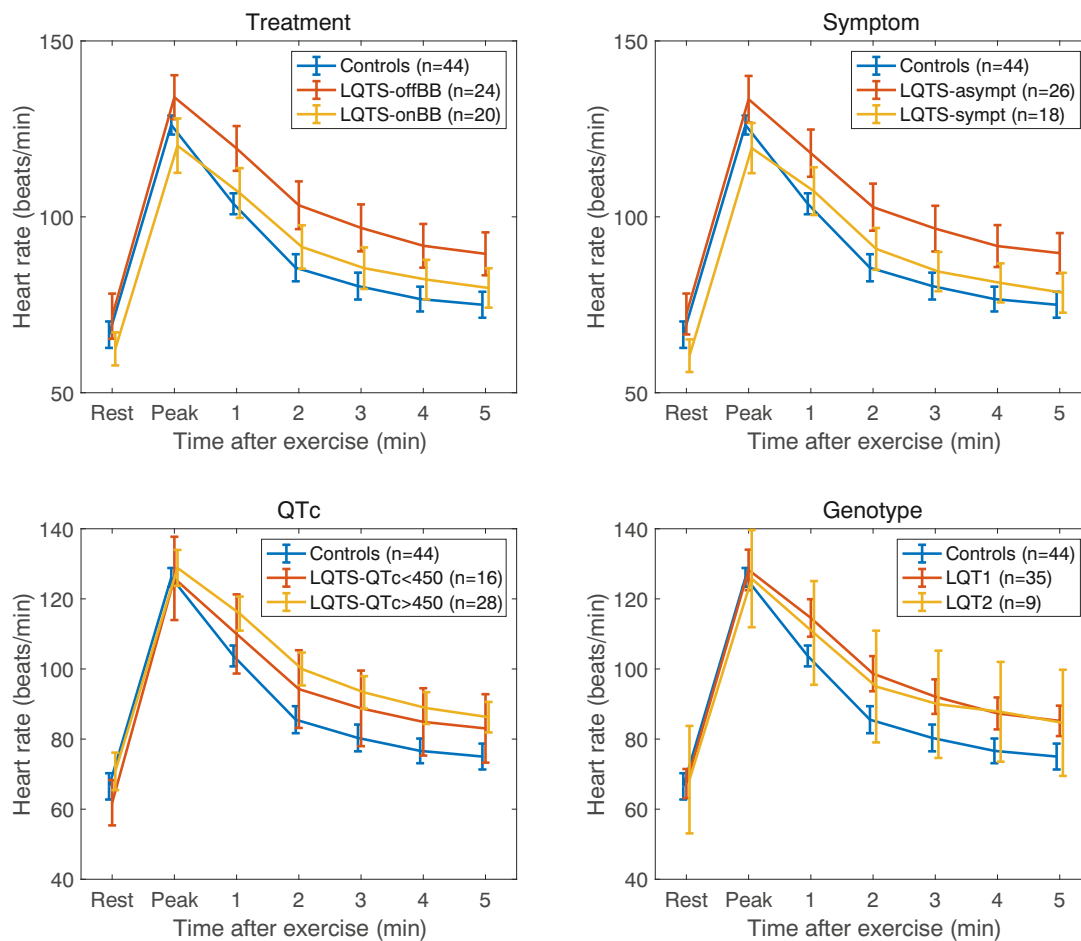 Treatment
150
100
50
Heart rate (beats/min)
Controls (n=44)
LQTS-offBB (n=24)
LQTS-onBB (n=20)
Rest Peak 1 2 3 4 5
Time after exercise (min)
Symptom
150
100
50
Heart rate (beats/min)
Controls (n=44)
LQTS-asympt (n=26)
LQTS-sympt (n=18)
Rest Peak 1 2 3 4 5
Time after exercise (min)
QTc
140
120
100
80
60
40
Heart rate (beats/min)
Controls (n=44)
LQTS-QTc<450 (n=16)
LQTS-QTc>450 (n=28)
Rest Peak 1 2 3 4 5
Time after exercise (min)
Genotype
140
120
100
80
60
40
Heart rate (beats/min)
Controls (n=44)
LQT1 (n=35)
LQT2 (n=9)
Rest Peak 1 2 3 4 5
Time after exercise (min)